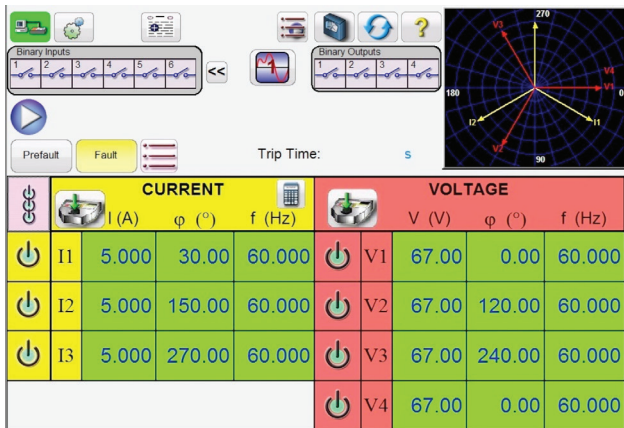 Binary Inputs
1 2 3 4 5 6
<<
Binary Outputs
1 2 3 4
270
V3
V4
V1
180
0
I2
I1
V2
90
Prefault
Fault
Trip Time:
s
CURRENT
VOLTAGE
I (A) φ (°) f (Hz)
V (V) φ (°) f (Hz)
I1 5.000 30.00 60.000 V1 67.00 0.00 60.000
I2 5.000 150.00 60.000 V2 67.00 120.00 60.000
I3 5.000 270.00 60.000 V3 67.00 240.00 60.000
V4 67.00 0.00 60.000